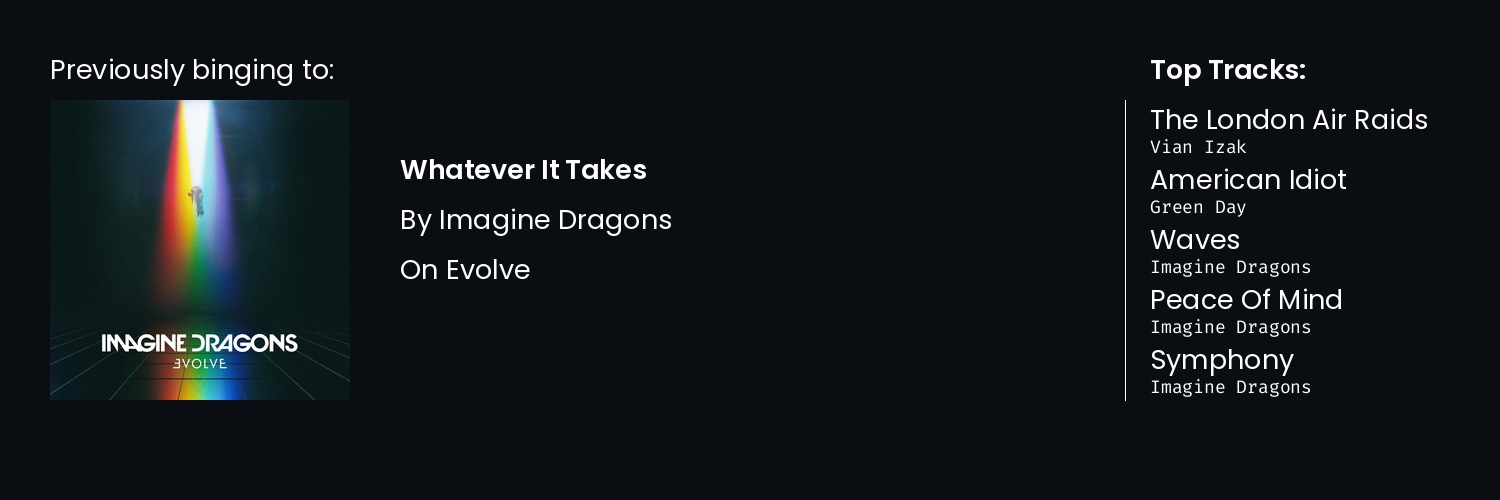 Previously binging to:
IMAGINE DRAGONS
EVOLVE
Whatever It Takes
By Imagine Dragons
On Evolve
Top Tracks:
The London Air Raids
Vian Izak
American Idiot
Green Day
Waves
Imagine Dragons
Peace Of Mind
Imagine Dragons
Symphony
Imagine Dragons